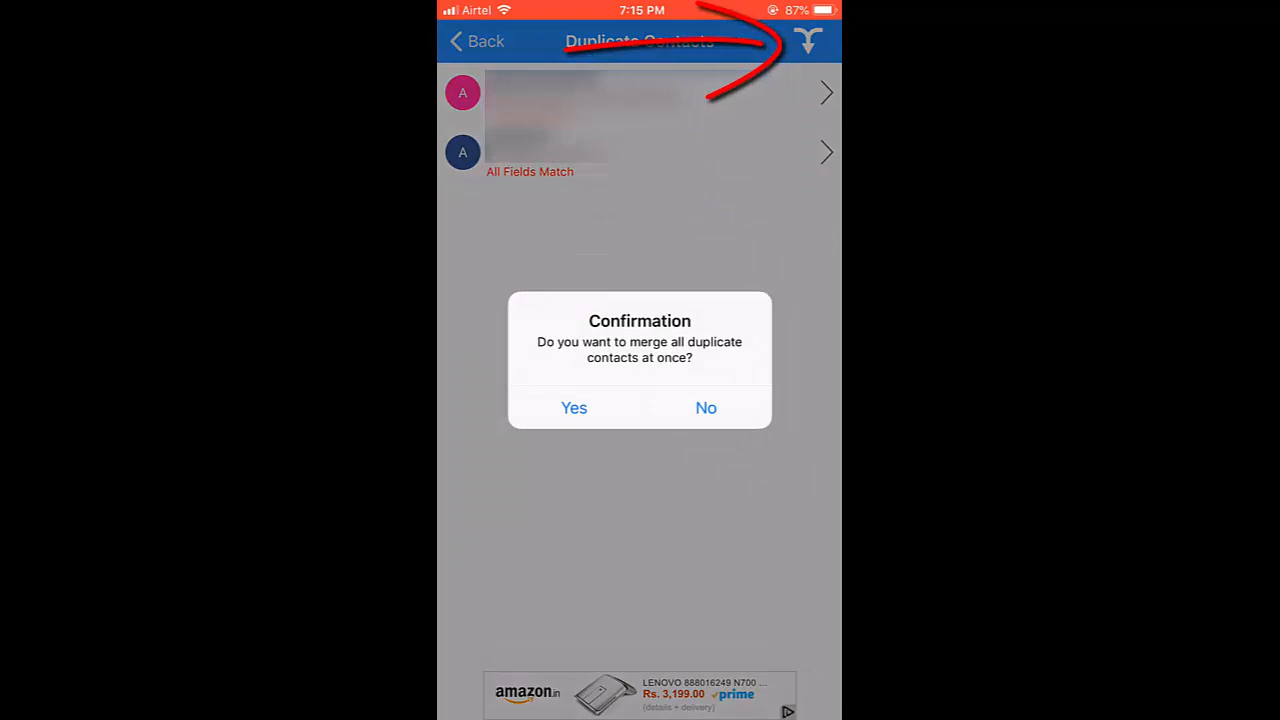 Airtel
7:15 PM
87%
Back
Duplicate Contacts
A
A
All Fields Match
Confirmation
Do you want to merge all duplicate
contacts at once?
Yes
No
amazon.in
LENOVO 888016249 N700 ...
Rs. 3,199.00 prime
(details + delivery)